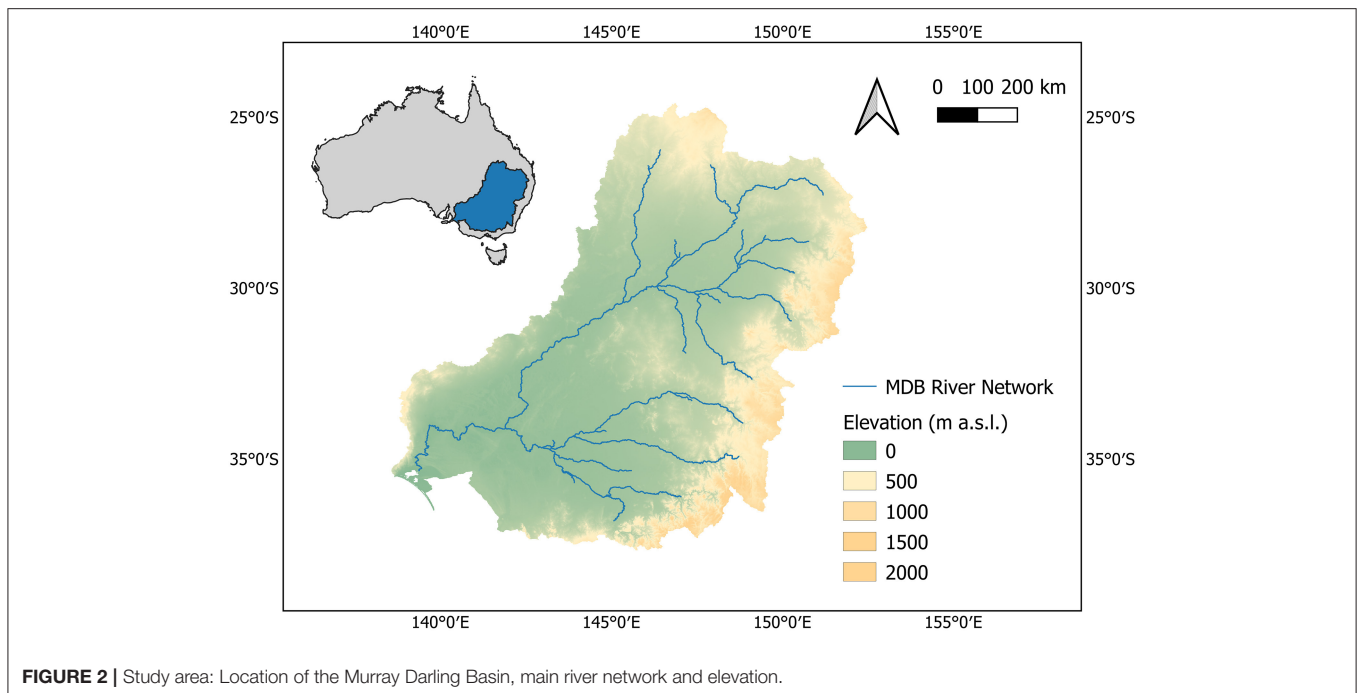 140°0′E 145°0′E 150°0′E 155°0′E
0 100 200 km
25°0′S 25°0′S
30°0′S 30°0′S
MDB River Network
Elevation (m a.s.l.)
0
35°0′S 35°0′S
500
1000
1500
2000
140°0′E 145°0′E 150°0′E 155°0′E
FIGURE 2 | Study area: Location of the Murray Darling Basin, main river network and elevation.